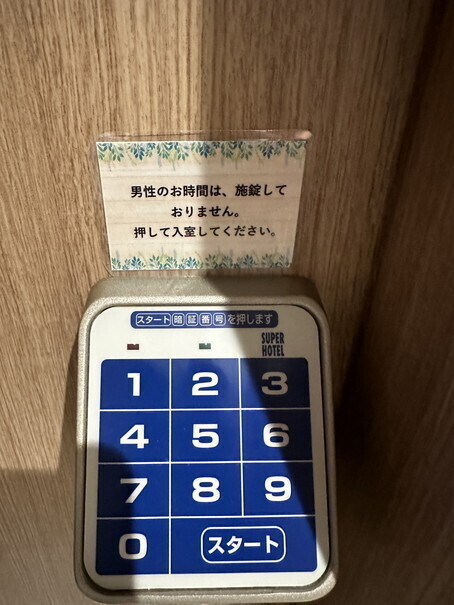 男性のお時間は、施錠して
おりません。
押して入室してください。
スタート暗証番号を押します
SUPER
HOTEL
1 2 3
4 5 6
7 8 9
0 スタート